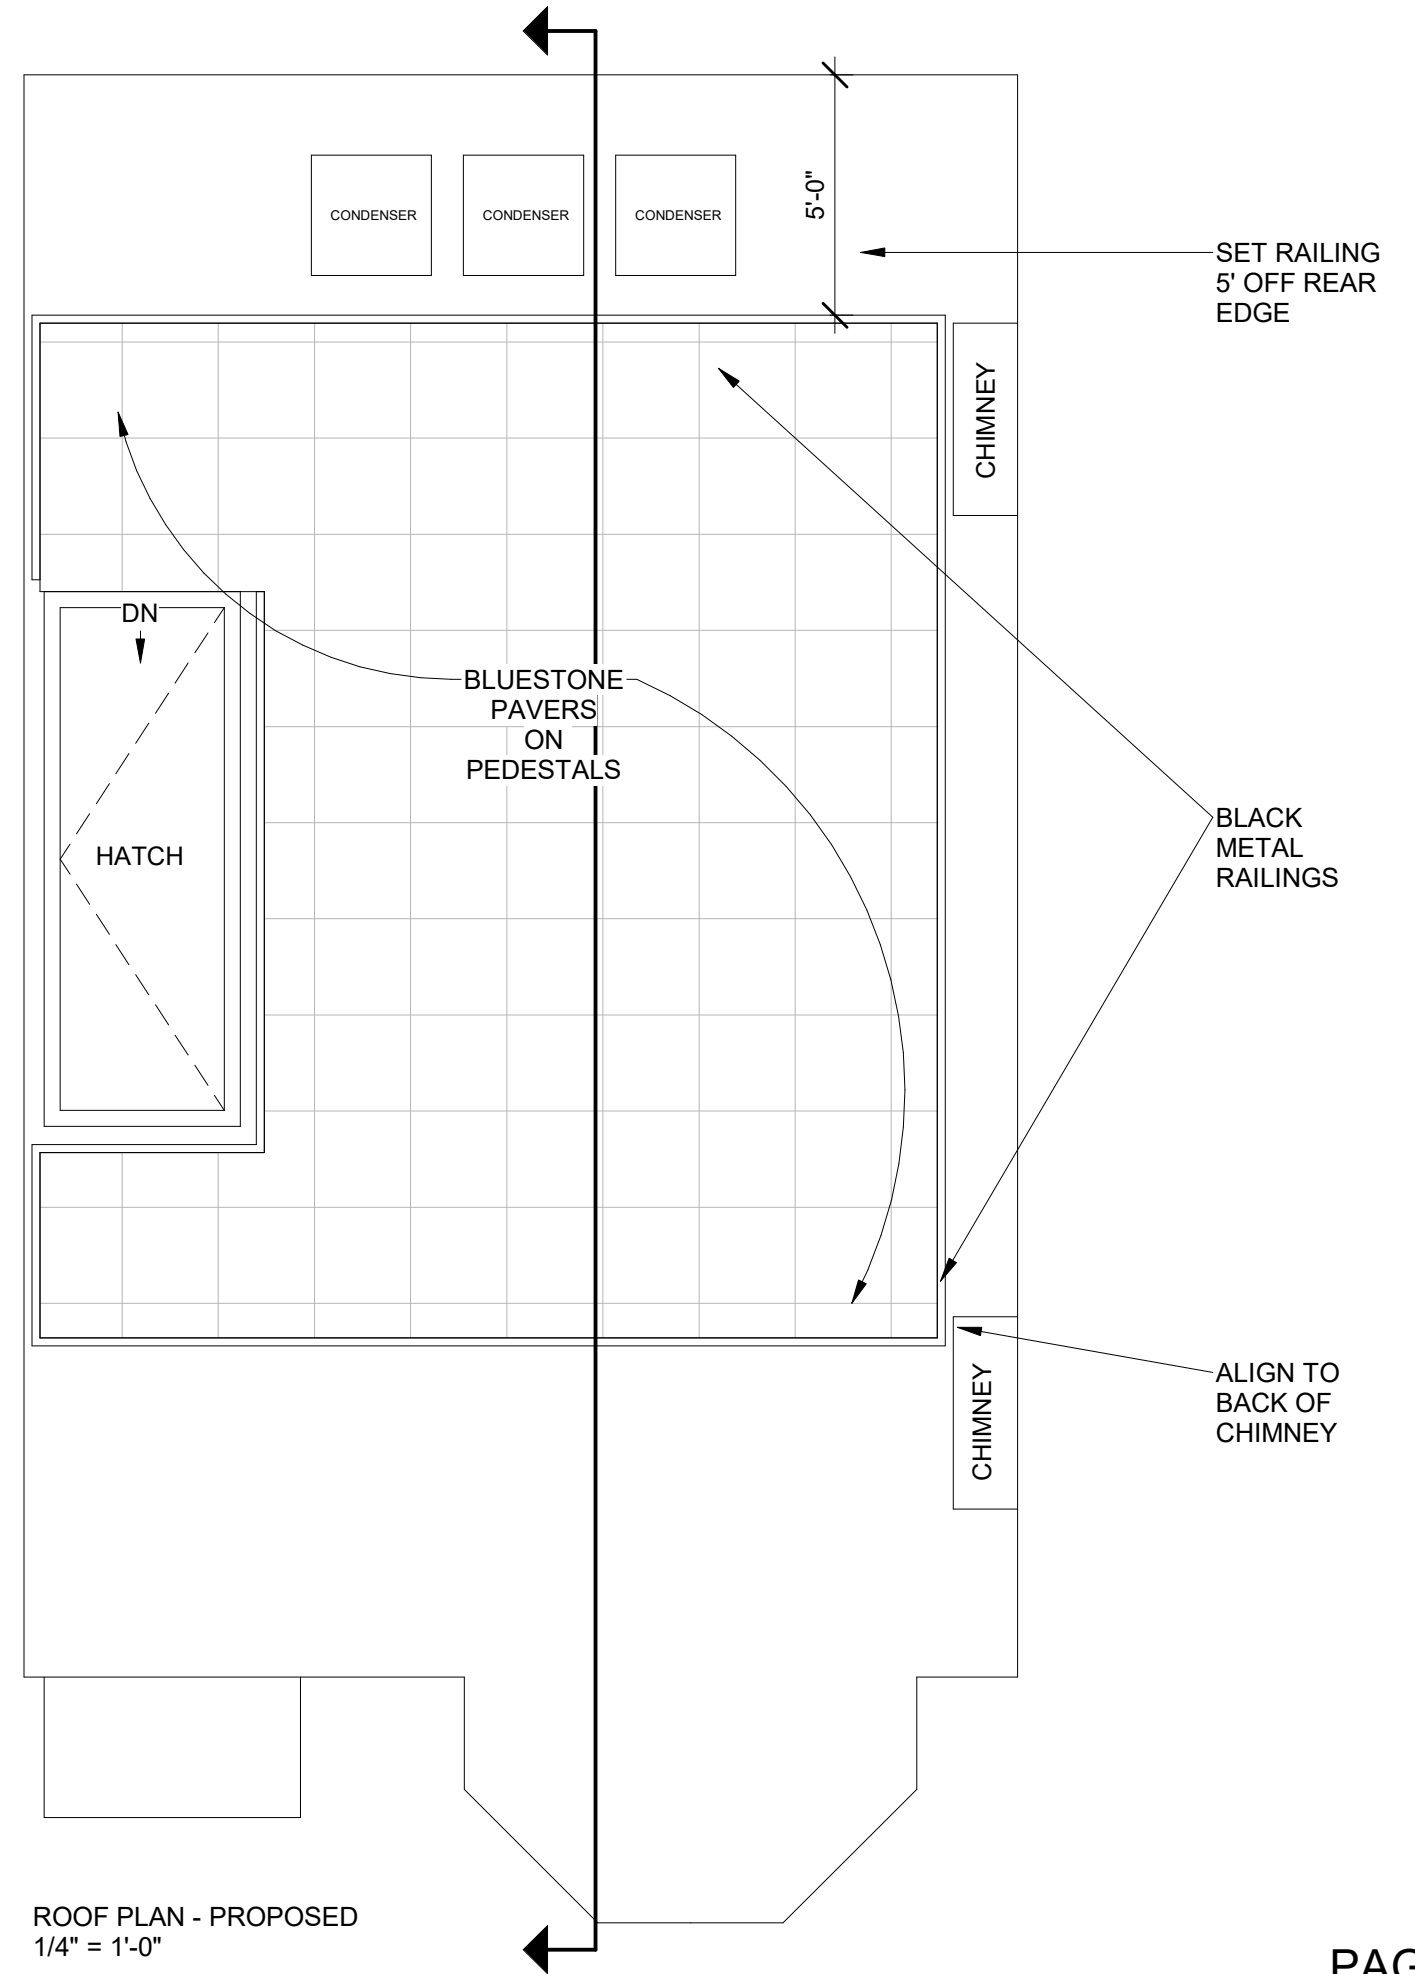 CONDENSER
CONDENSER
CONDENSER
5'-0"
SET RAILING
5' OFF REAR
EDGE
CHIMNEY
DN
BLUESTONE
PAVERS
ON
PEDESTALS
HATCH
BLACK
METAL
RAILINGS
ALIGN TO
BACK OF
CHIMNEY
CHIMNEY
ROOF PLAN - PROPOSED
1/4" = 1'-0"